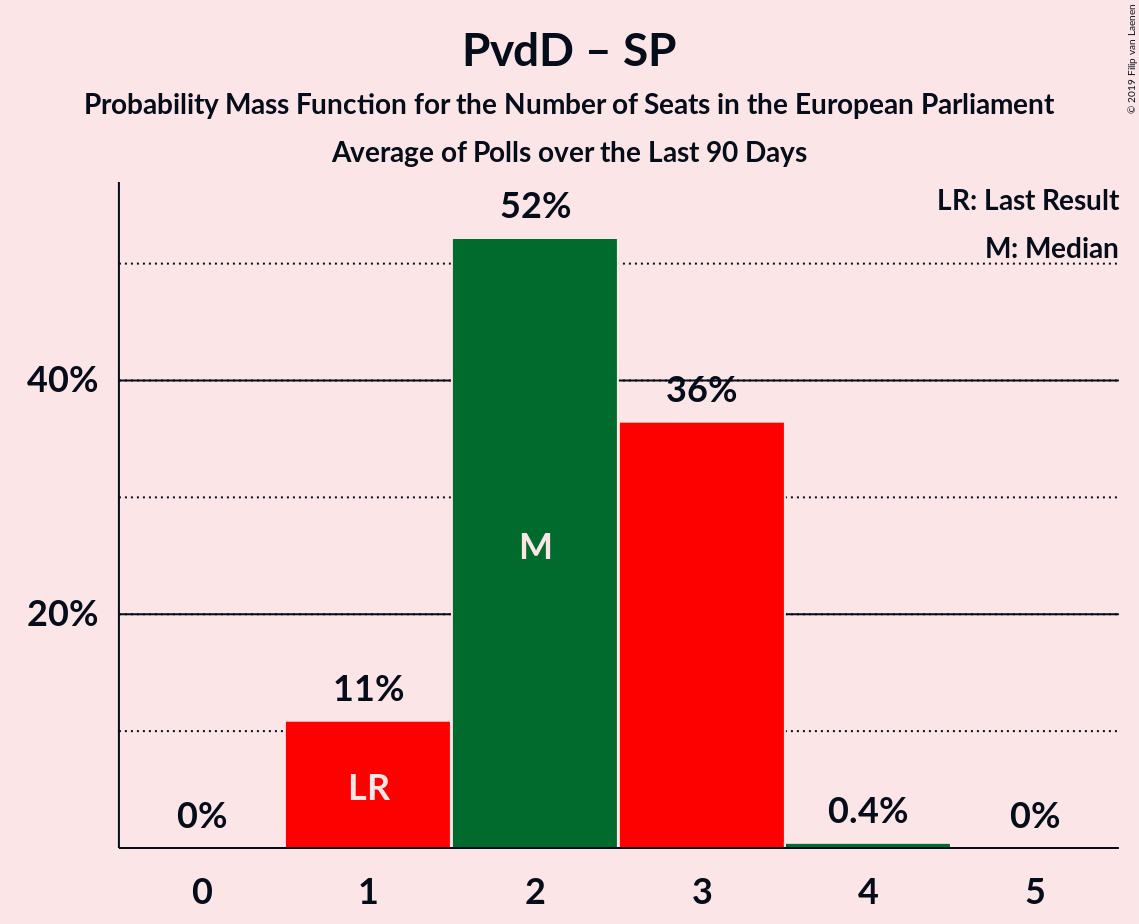 PvdD – SP
Probability Mass Function for the Number of Seats in the European Parliament
Average of Polls over the Last 90 Days
© 2019 Filip van Laenen
LR: Last Result
M: Median
52%
40%
36%
M
20%
11%
LR
0%
0.4%
0%
0 1 2 3 4 5